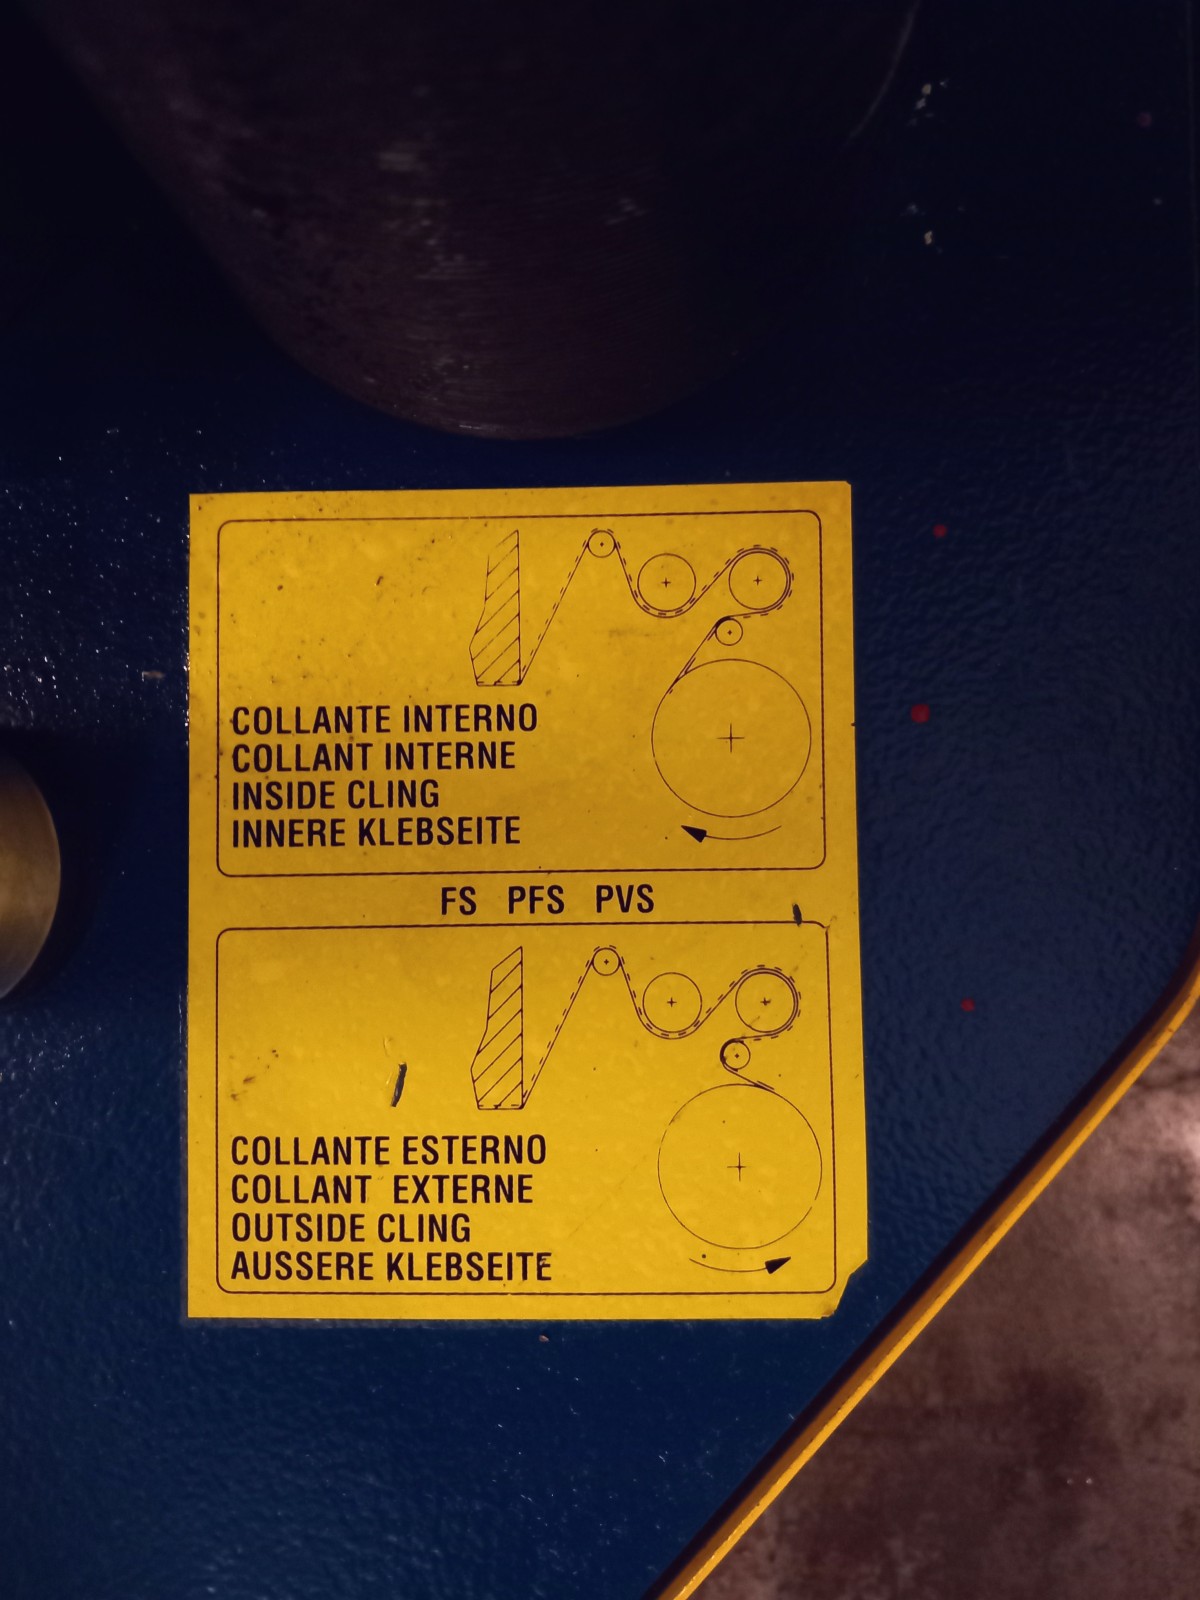 COLLANTE INTERNO
COLLANT INTERNE
INSIDE CLING
INNERE KLEBSEITE
FS PFS PVS
COLLANTE ESTERNO
COLLANT EXTERNE
OUTSIDE CLING
AUSSERE KLEBSEITE